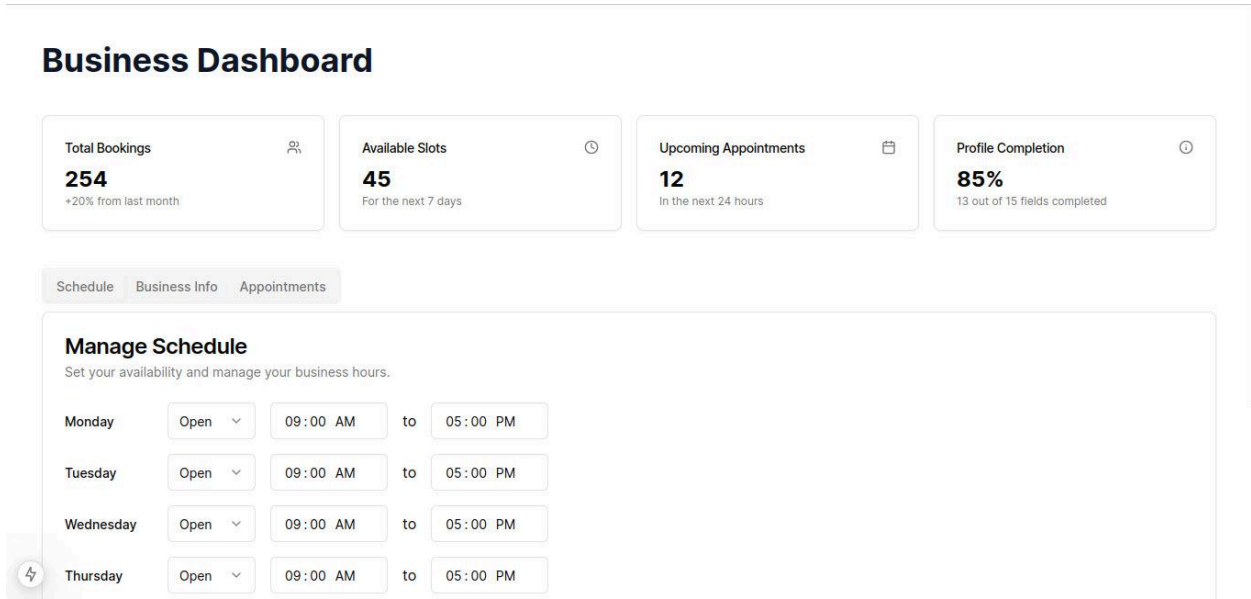 Business Dashboard
Total Bookings
254
+20% from last month
Available Slots
45
For the next 7 days
Upcoming Appointments
12
In the next 24 hours
Profile Completion
85%
13 out of 15 fields completed
Schedule Business Info Appointments
Manage Schedule
Set your availability and manage your business hours.
Monday Open 09:00 AM to 05:00 PM
Tuesday Open 09:00 AM to 05:00 PM
Wednesday Open 09:00 AM to 05:00 PM
Thursday Open 09:00 AM to 05:00 PM